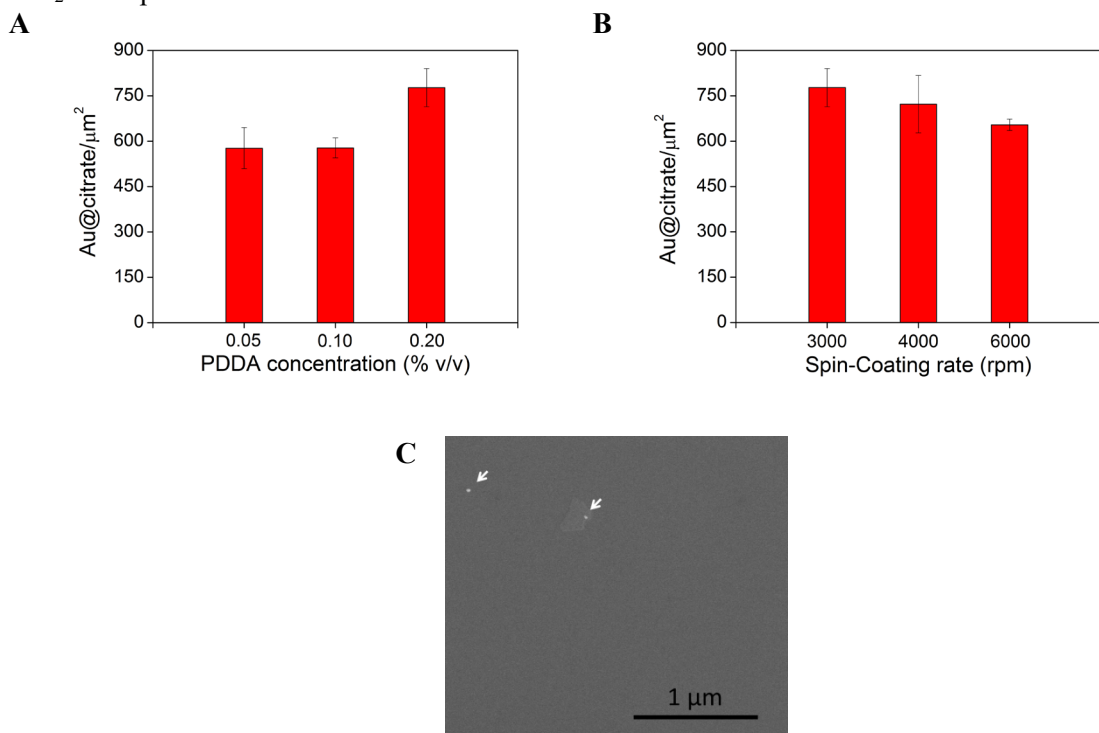 A
B
900
750
600
450
300
150
0
Au@citrate/μm²
0.05 0.10 0.20
PDDA concentration (% v/v)
900
750
600
450
300
150
0
Au@citrate/μm²
3000 4000 6000
Spin-Coating rate (rpm)
C
1 μm